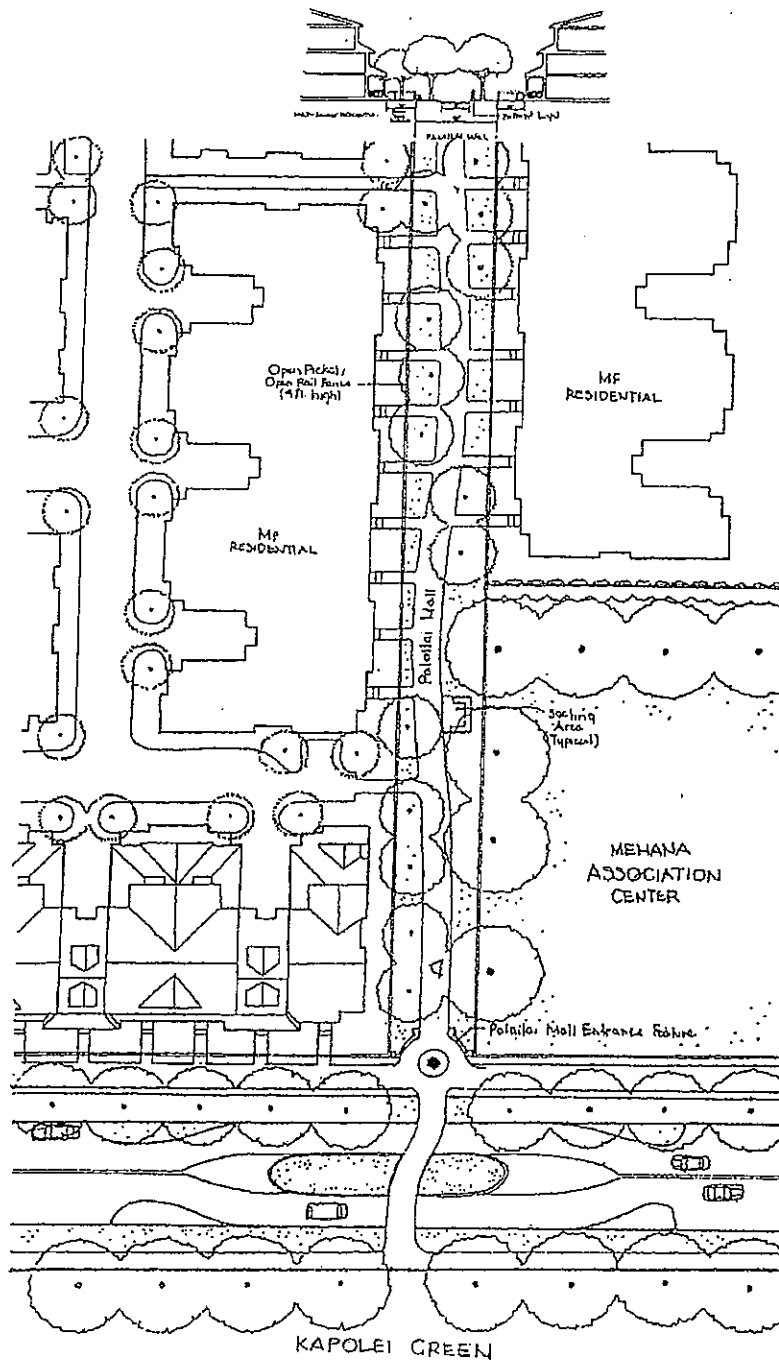 MALL
Open Picket/
Open Rail Fence
(4 ft. high)
MF
RESIDENTIAL
MF
RESIDENTIAL
Palailai Mall
Seating
Area
(Typical)
MEHANA
ASSOCIATION
CENTER
Palailai Mall Entrance Feature
KAPOLEI GREEN